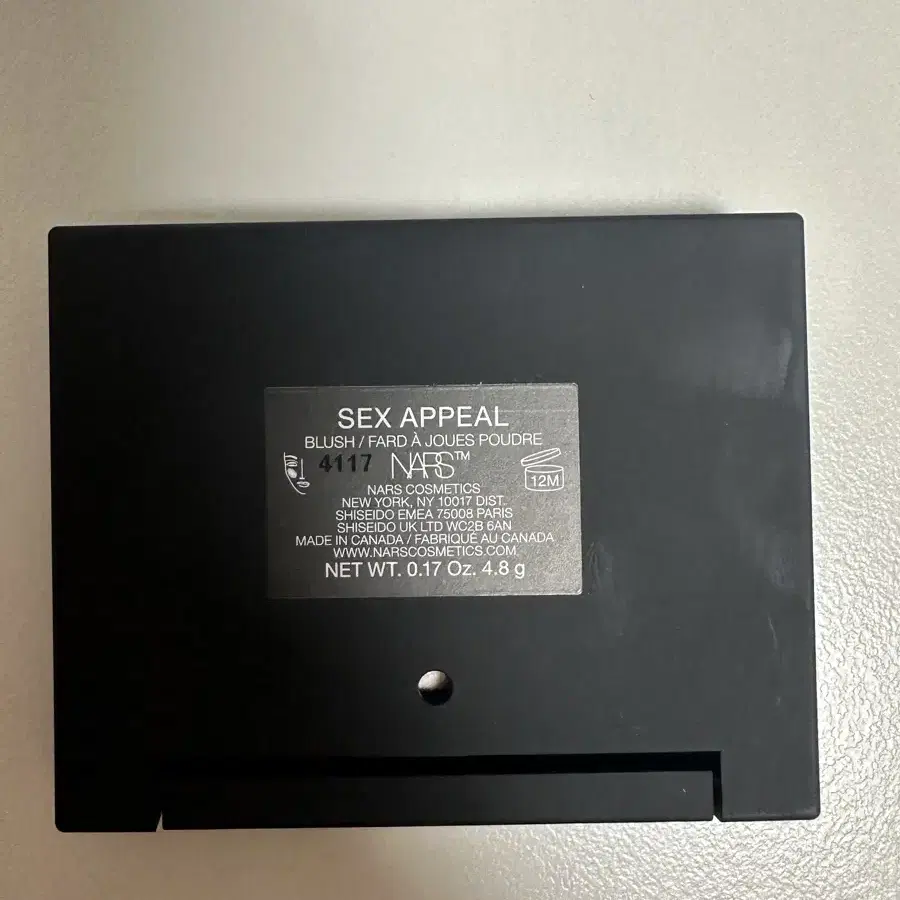 SEX APPEAL
BLUSH / FARD À JOUES POUDRE
4117 NARS™
12M
NARS COSMETICS
NEW YORK, NY 10017 DIST.
SHISEIDO EMEA 75008 PARIS
SHISEIDO UK LTD WC2B 6AN
MADE IN CANADA / FABRIQUÉ AU CANADA
WWW.NARSCOSMETICS.COM
NET WT. 0.17 Oz. 4.8 g